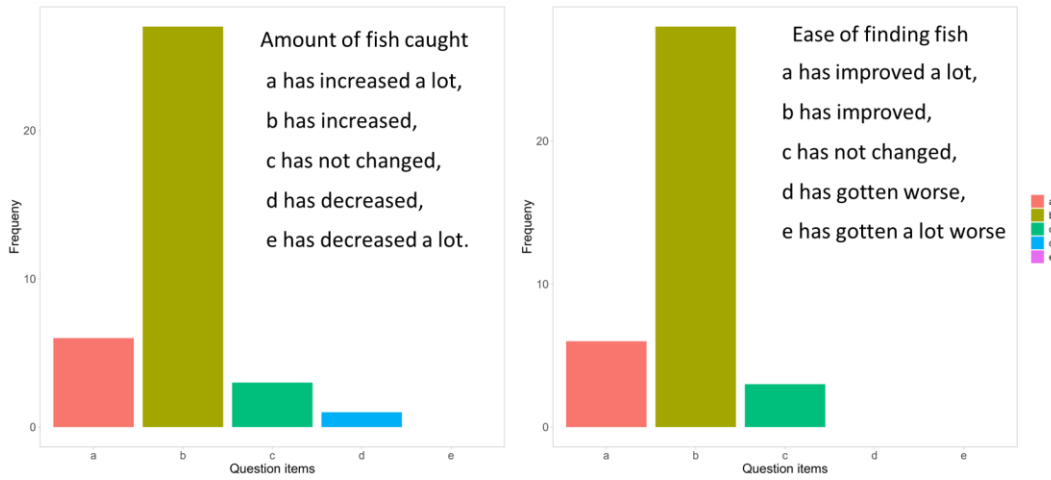 Amount of fish caught
a has increased a lot,
b has increased,
c has not changed,
d has decreased,
e has decreased a lot.
Frequeny
20
10
0
a b c d e
Question items
Ease of finding fish
a has improved a lot,
b has improved,
c has not changed,
d has gotten worse,
e has gotten a lot worse
Frequeny
20
10
0
a b c d e
Question items